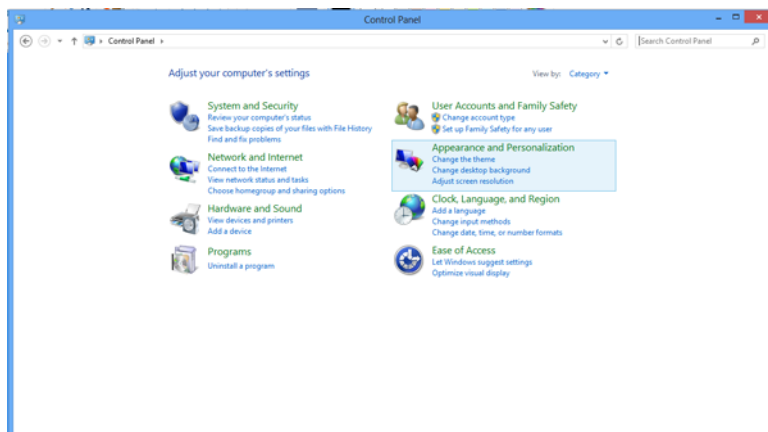 Control Panel
Control Panel
Search Control Panel
Adjust your computer's settings
View by: Category
System and Security
Review your computer's status
Save backup copies of your files with File History
Find and fix problems
Network and Internet
Connect to the Internet
View network status and tasks
Choose homegroup and sharing options
Hardware and Sound
View devices and printers
Add a device
Programs
Uninstall a program
User Accounts and Family Safety
Change account type
Set up Family Safety for any user
Appearance and Personalization
Change the theme
Change desktop background
Adjust screen resolution
Clock, Language, and Region
Add a language
Change input methods
Change date, time, or number formats
Ease of Access
Let Windows suggest settings
Optimize visual display